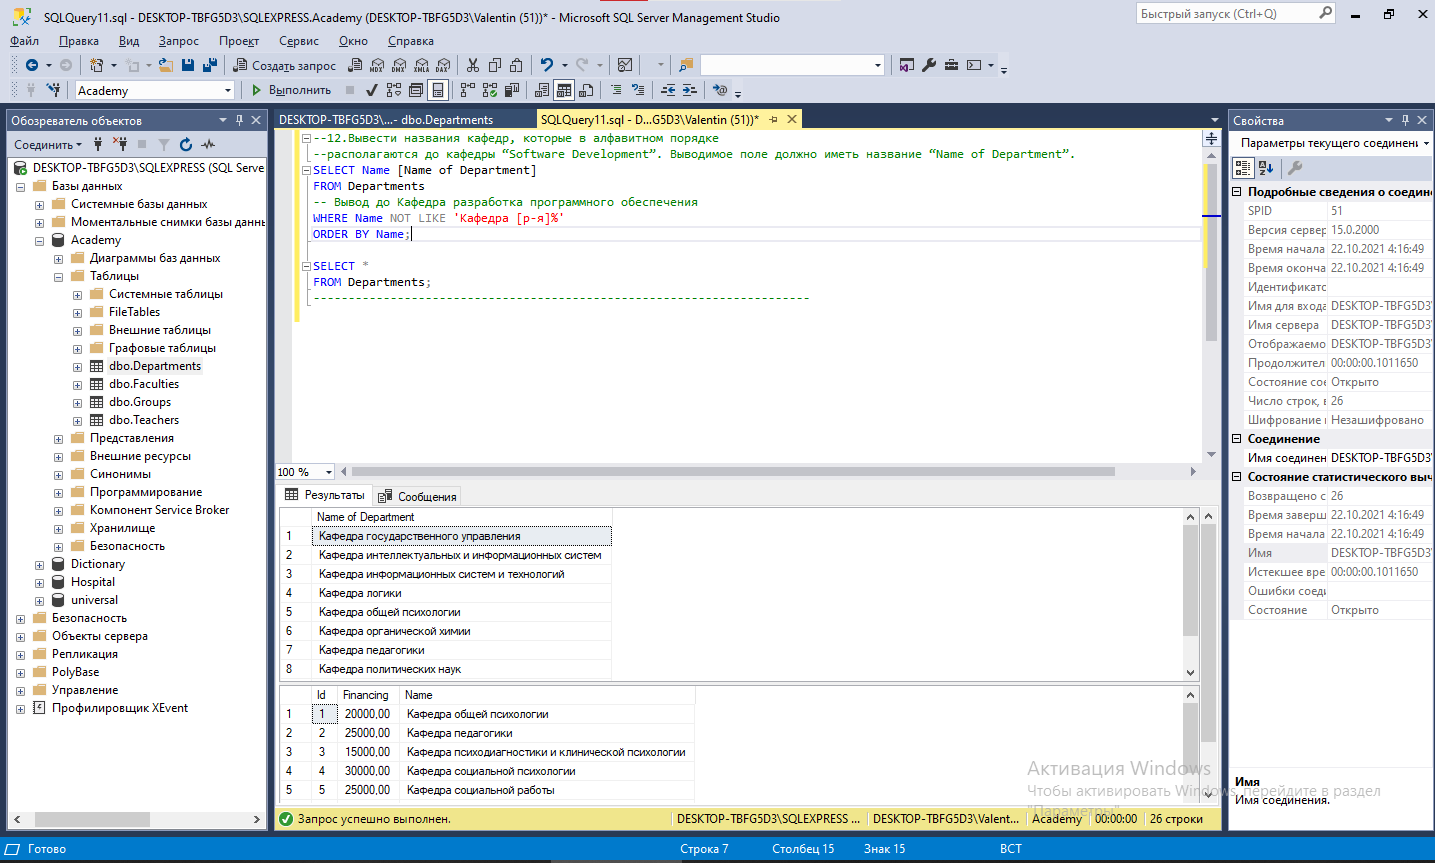 SQLQuery11.sql - DESKTOP-TBFG5D3\SQLEXPRESS.Academy (DESKTOP-TBFG5D3\Valentin (51))* - Microsoft SQL Server Management Studio
Быстрый запуск (Ctrl+Q)
Файл Правка Вид Запрос Проект Сервис Окно Справка
Создать запрос MDX DMX XMLA DAX
Academy Выполнить
Обозреватель объектов
Соединить
DESKTOP-TBFG5D3\SQLEXPRESS (SQL Serve
Базы данных
Системные базы данных
Моментальные снимки базы данн
Academy
Диаграммы баз данных
Таблицы
Системные таблицы
FileTables
Внешние таблицы
Графовые таблицы
dbo.Departments
dbo.Faculties
dbo.Groups
dbo.Teachers
Представления
Внешние ресурсы
Синонимы
Программирование
Компонент Service Broker
Хранилище
Безопасность
Dictionary
Hospital
universal
Безопасность
Объекты сервера
Репликация
PolyBase
Управление
Профилировщик XEvent
DESKTOP-TBFG5D3\...- dbo.Departments SQLQuery11.sql - D...G5D3\Valentin (51))*
--12.Вывести названия кафедр, которые в алфавитном порядке
--располагаются до кафедры “Software Development”. Выводимое поле должно иметь название “Name of Department”.
SELECT Name [Name of Department]
FROM Departments
-- Вывод до Кафедра разработка программного обеспечения
WHERE Name NOT LIKE 'Кафедра [р-я]%'
ORDER BY Name;
SELECT *
FROM Departments;
-----------------------------------------------------------------------
100 %
Результаты Сообщения
Name of Department
1 Кафедра государственного управления
2 Кафедра интеллектуальных и информационных систем
3 Кафедра информационных систем и технологий
4 Кафедра логики
5 Кафедра общей психологии
6 Кафедра органической химии
7 Кафедра педагогики
8 Кафедра политических наук
Id Financing Name
1 1 20000,00 Кафедра общей психологии
2 2 25000,00 Кафедра педагогики
3 3 15000,00 Кафедра психодиагностики и клинической психологии
4 4 30000,00 Кафедра социальной психологии
5 5 25000,00 Кафедра социальной работы
Запрос успешно выполнен. DESKTOP-TBFG5D3\SQLEXPRESS ... DESKTOP-TBFG5D3\Valent... Academy 00:00:00 26 строки
Свойства
Параметры текущего соединени
Подробные сведения о соедин
SPID 51
Версия сервер 15.0.2000
Время начала 22.10.2021 4:16:49
Время оконча 22.10.2021 4:16:49
Идентификато
Имя для входа DESKTOP-TBFG5D3\
Имя сервера DESKTOP-TBFG5D3\
Отображаемо DESKTOP-TBFG5D3\
Продолжител 00:00:00.1011650
Состояние сое Открыто
Число строк, в 26
Шифрование Незашифровано
Соединение
Имя соединен DESKTOP-TBFG5D3\
Состояние статистического выч
Возвращено с 26
Время заверш 22.10.2021 4:16:49
Время начала 22.10.2021 4:16:49
Имя DESKTOP-TBFG5D3\
Истекшее вре 00:00:00.1011650
Ошибки соеди
Состояние Открыто
Имя
Имя соединения.
Активация Windows
Чтобы активировать Windows, перейдите в раздел
"Параметры".
Готово Строка 7 Столбец 15 Знак 15 ВСТ